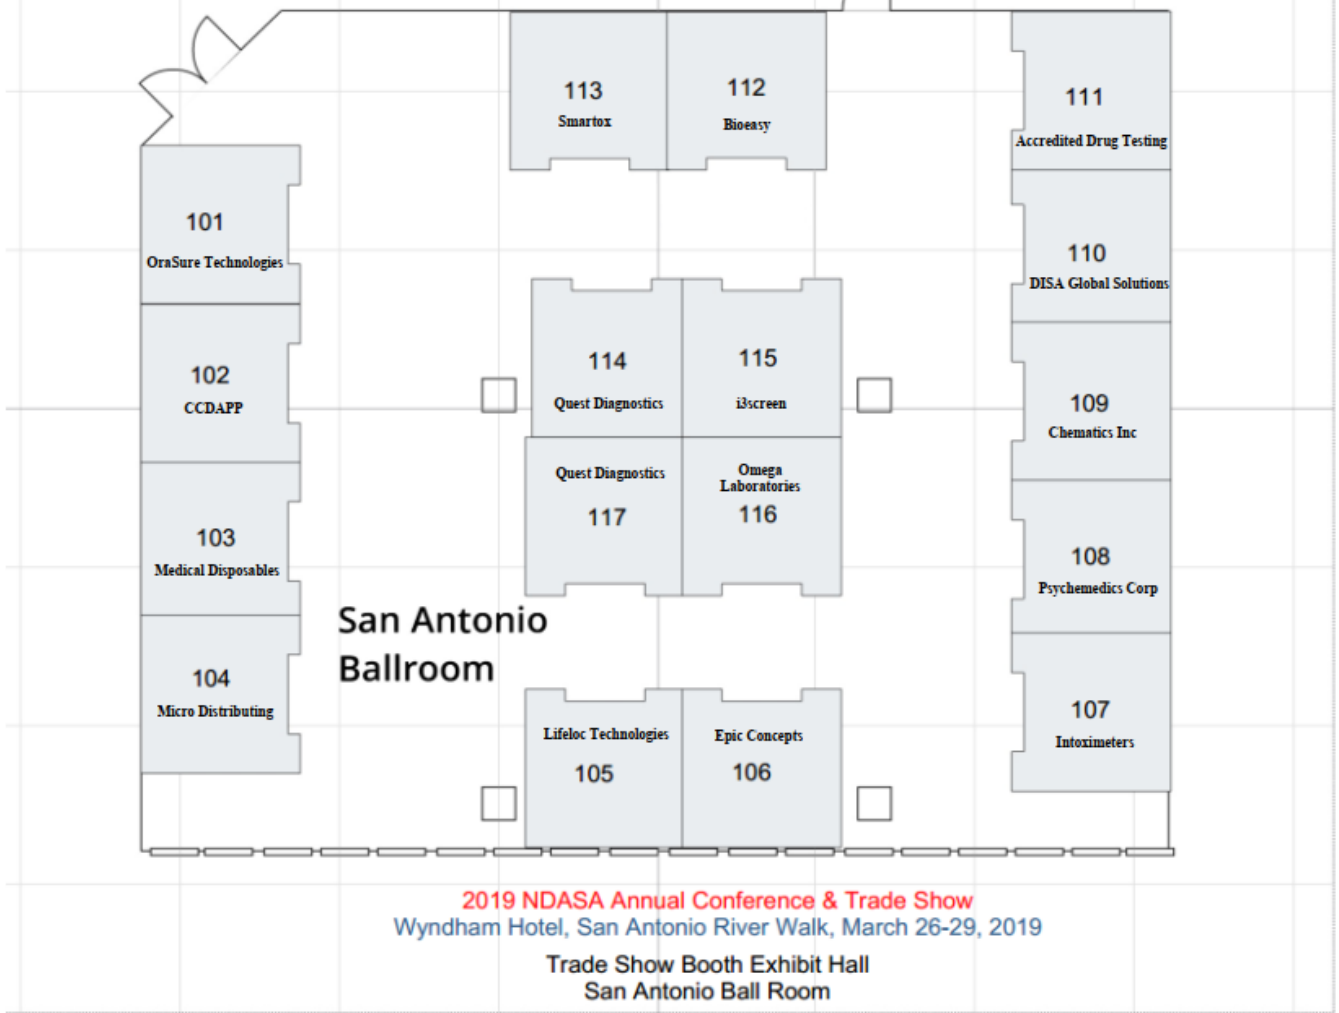 113
Smartox
112
Bioeasy
111
Accredited Drug Testing
101
OraSure Technologies
110
DISA Global Solutions
102
CCDAPP
114
Quest Diagnostics
115
i3screen
109
Chematics Inc
Quest Diagnostics
117
Omega
Laboratories
116
103
Medical Disposables
108
Psychemedics Corp
San Antonio
Ballroom
104
Micro Distributing
Lifeloc Technologies
105
Epic Concepts
106
107
Intoximeters
2019 NDASA Annual Conference & Trade Show
Wyndham Hotel, San Antonio River Walk, March 26-29, 2019
Trade Show Booth Exhibit Hall
San Antonio Ball Room